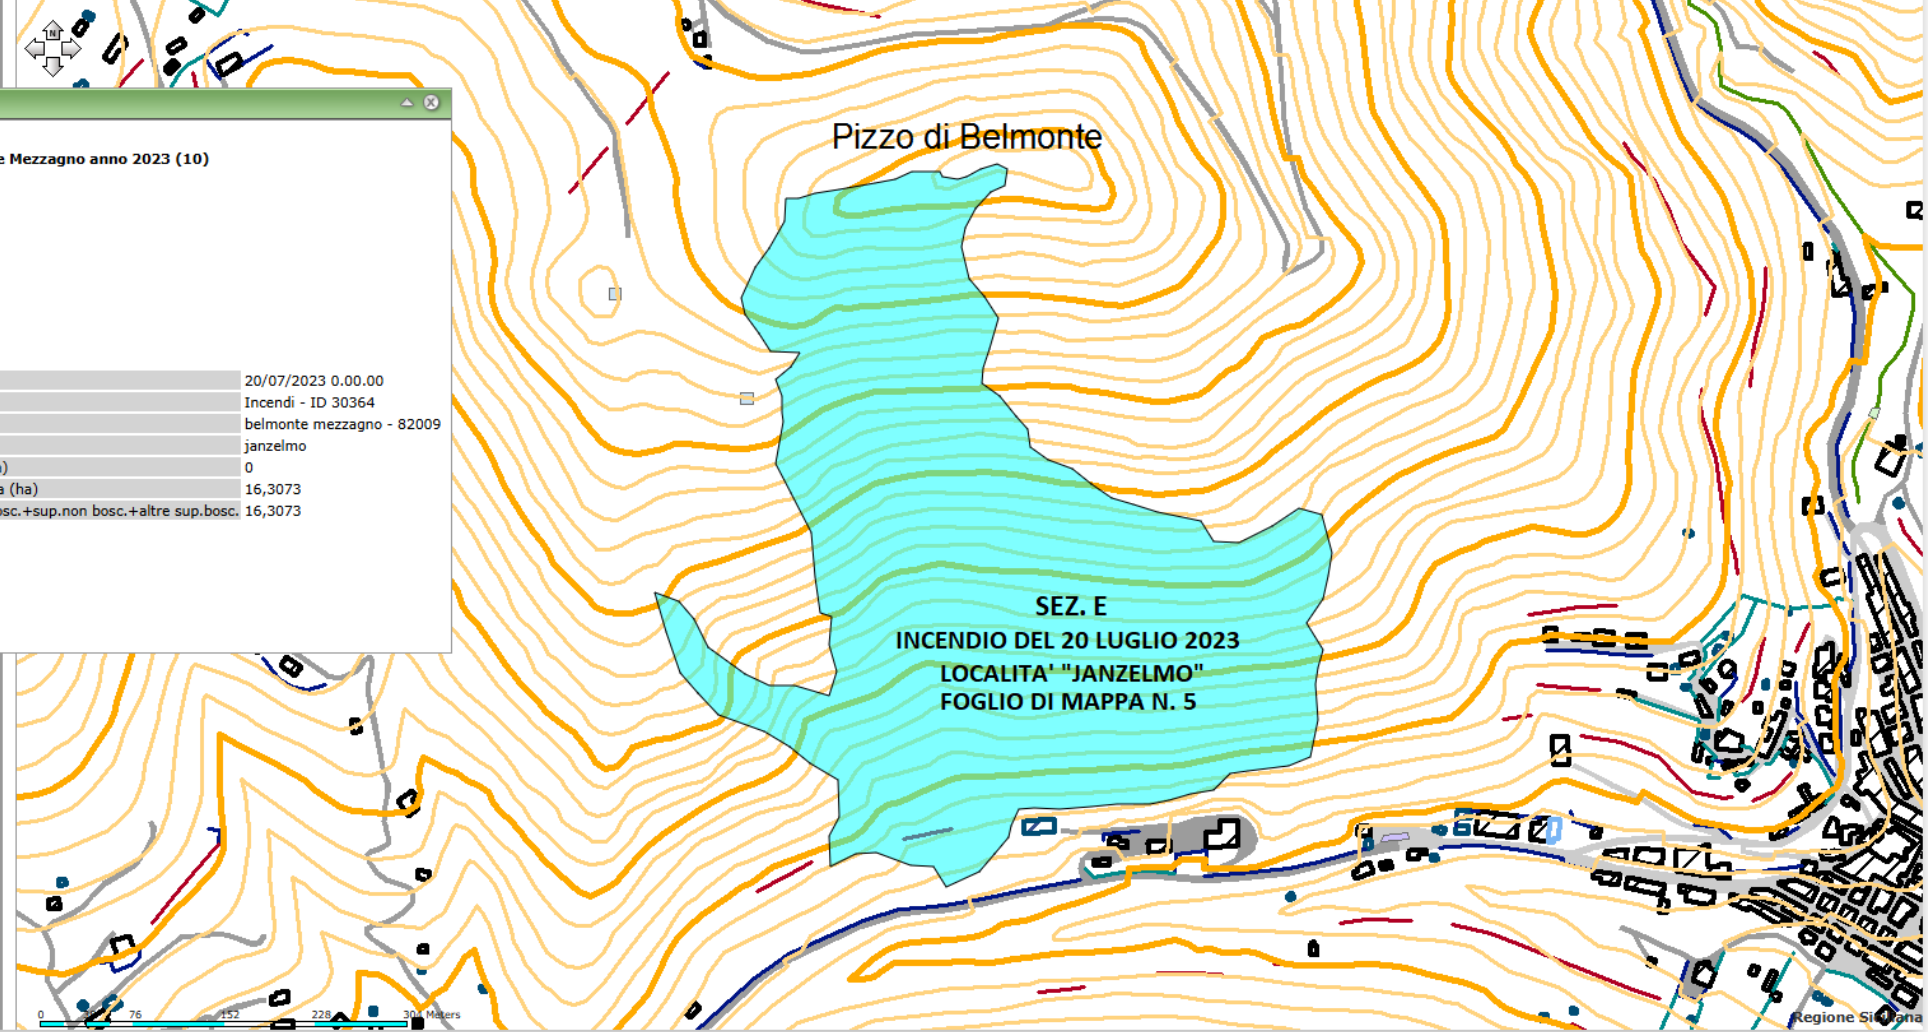 N
Pizzo di Belmonte
e Mezzagno anno 2023 (10)
20/07/2023 0.00.00
Incendi - ID 30364
belmonte mezzagno - 82009
janzelmo
) 0
a (ha) 16,3073
osc.+sup.non bosc.+altre sup.bosc. 16,3073
SEZ. E
INCENDIO DEL 20 LUGLIO 2023
LOCALITA' "JANZELMO"
FOGLIO DI MAPPA N. 5
0 76 152 228 304 Meters
Regione Siciliana